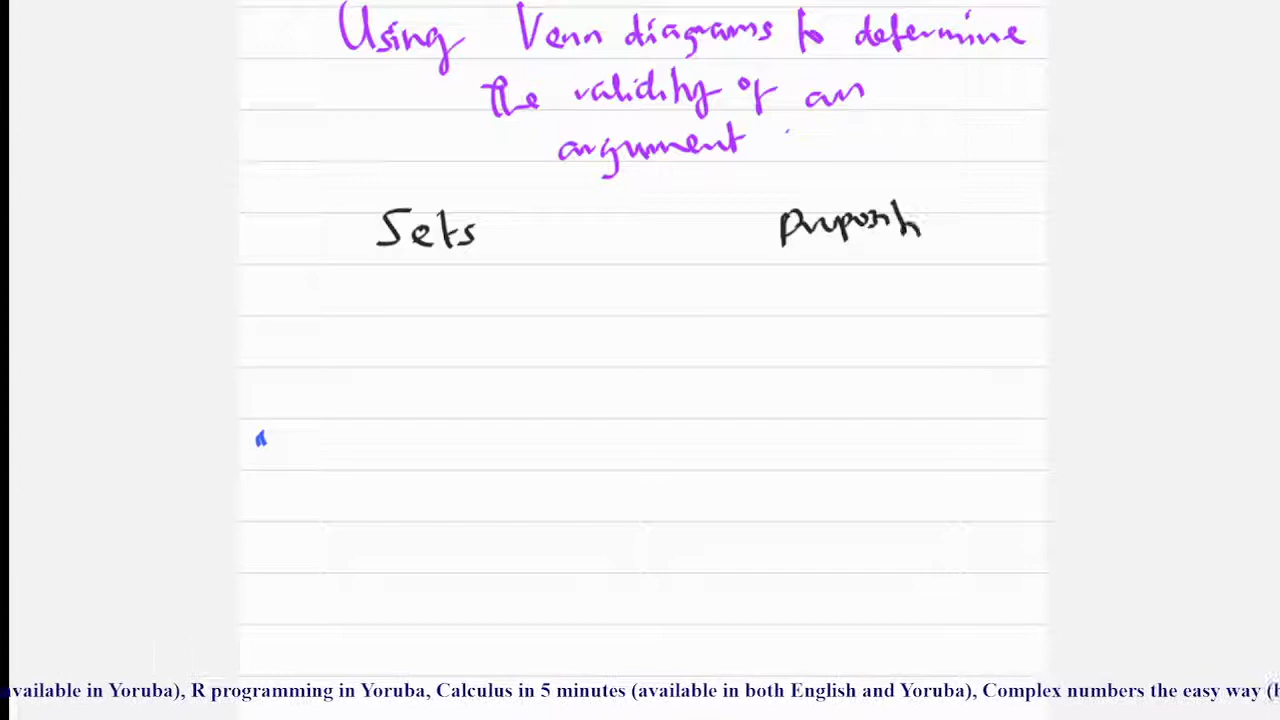 Using Venn diagrams to determine
the validity of an
argument
Sets Proposit
available in Yoruba), R programming in Yoruba, Calculus in 5 minutes (available in both English and Yoruba), Complex numbers the easy way (b